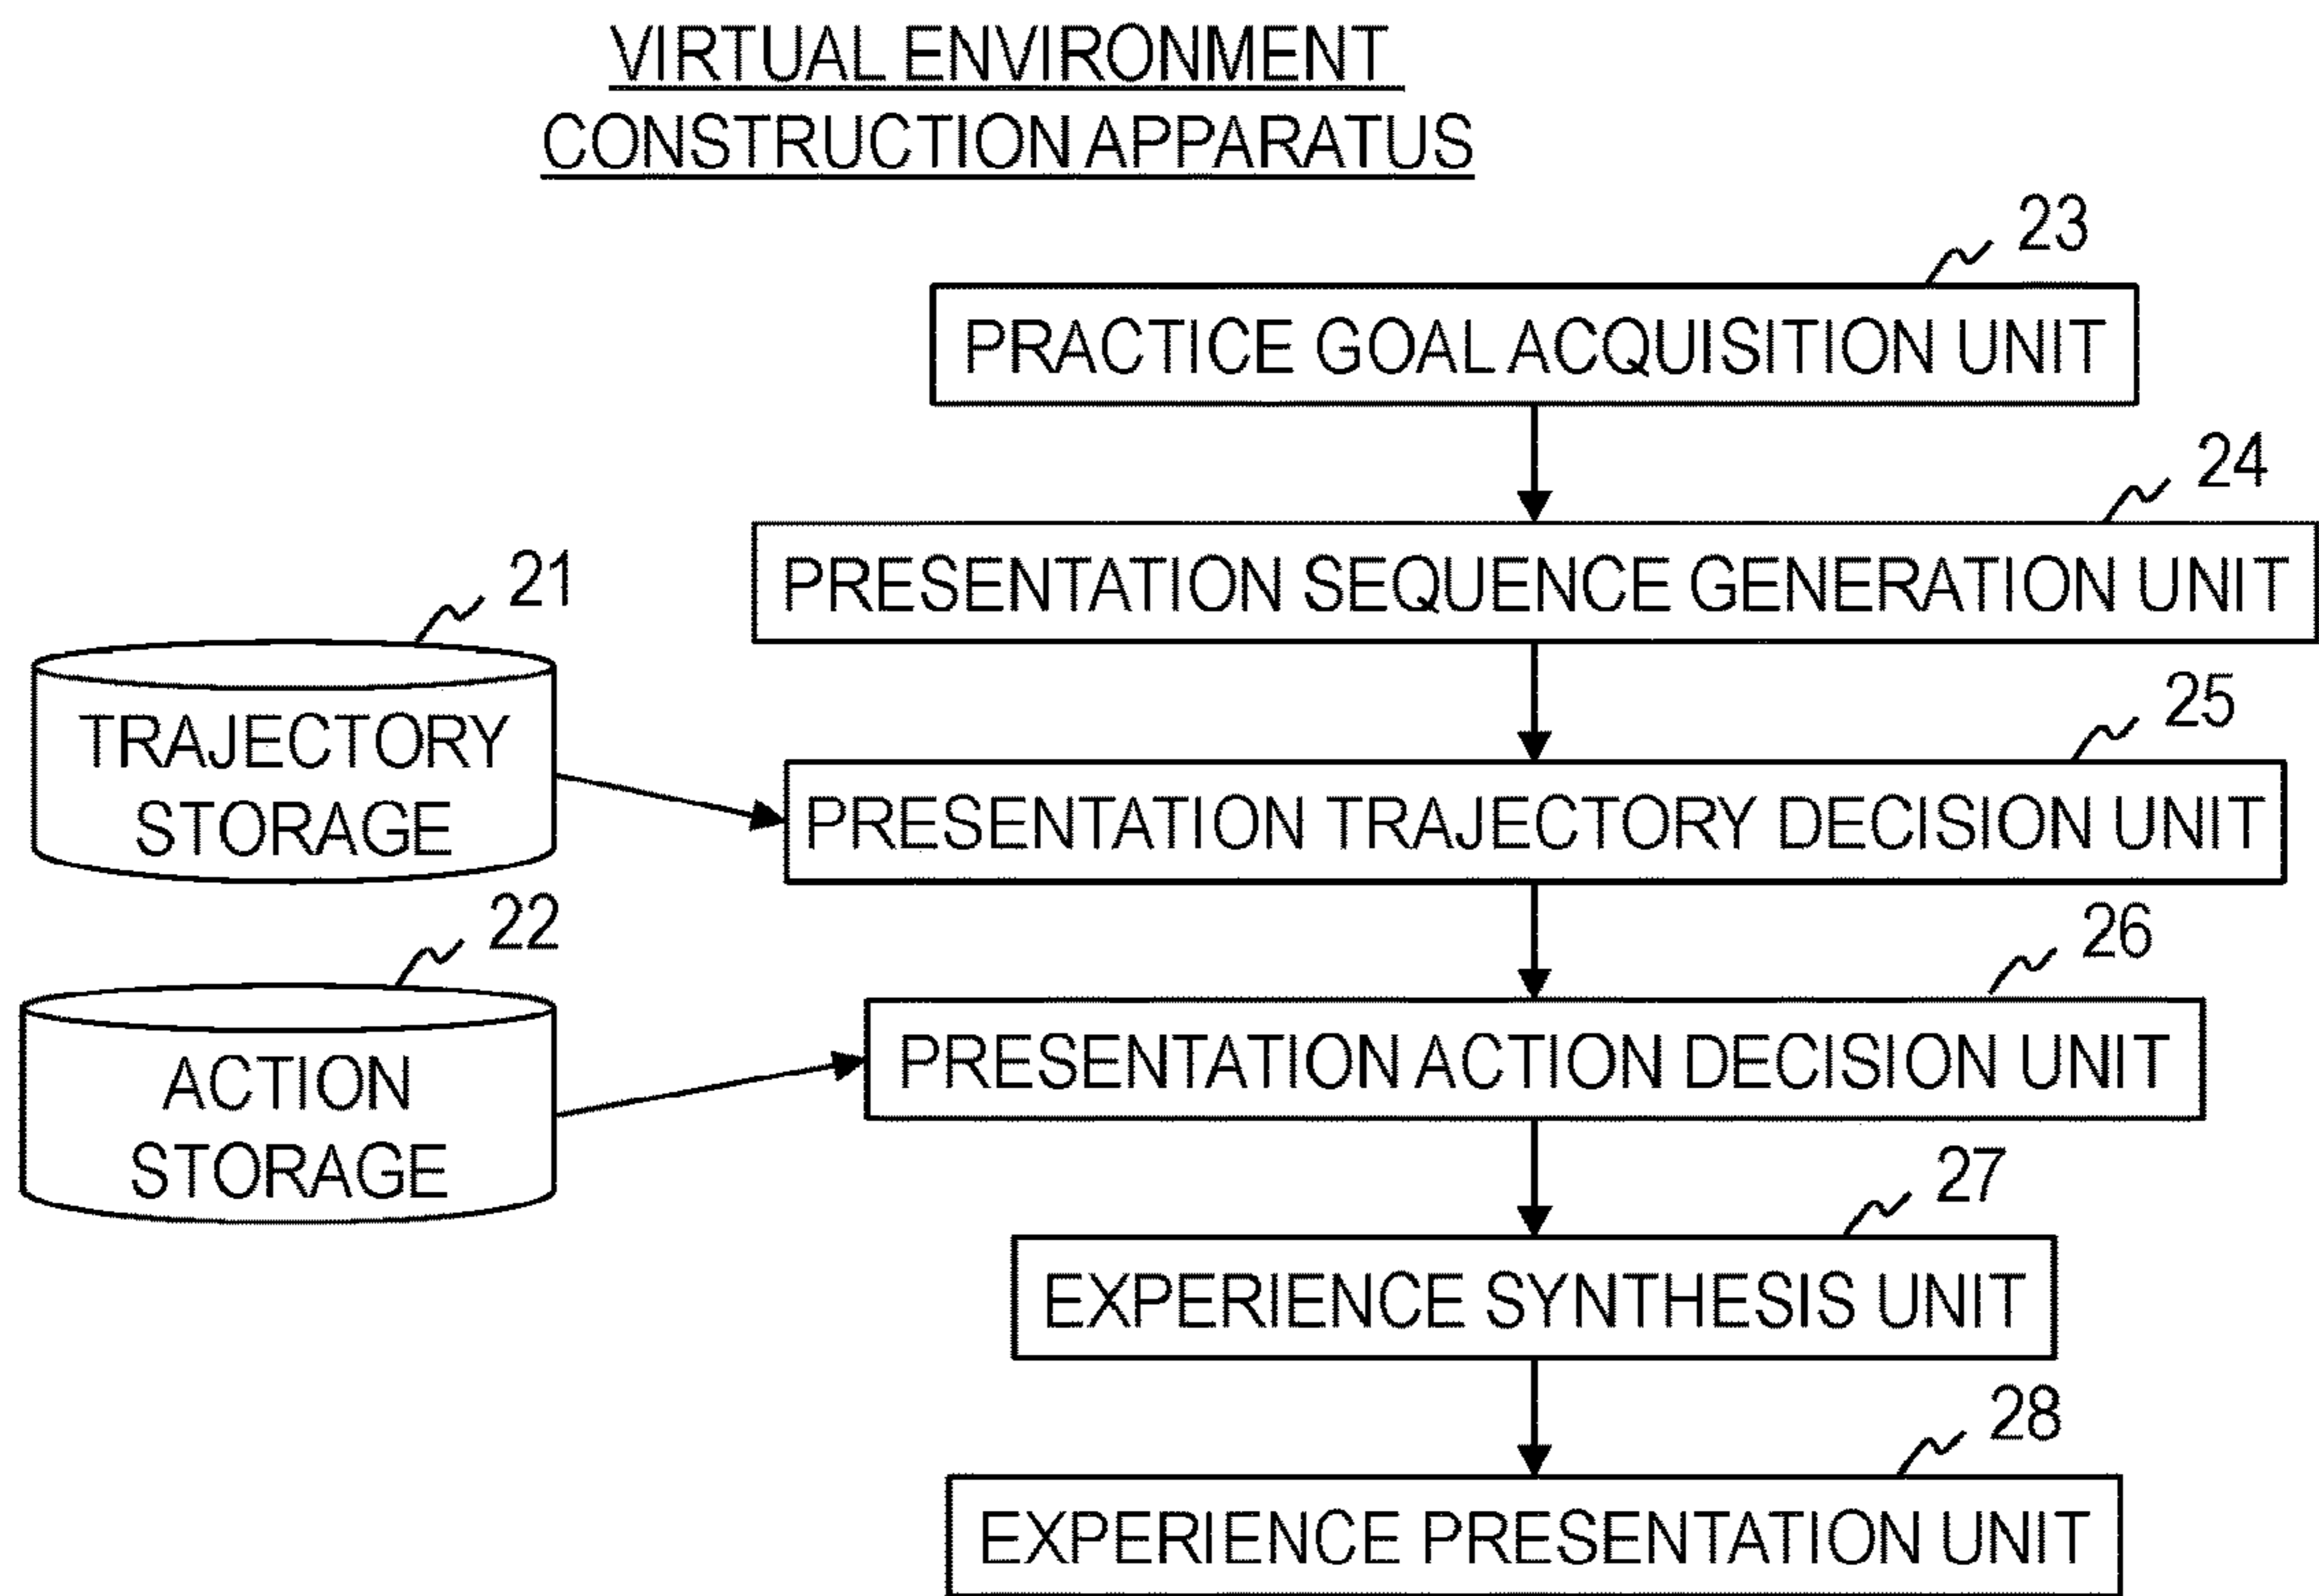 VIRTUAL ENVIRONMENT
CONSTRUCTION APPARATUS
23
PRACTICE GOAL ACQUISITION UNIT
24
PRESENTATION SEQUENCE GENERATION UNIT
21
TRAJECTORY
STORAGE
25
PRESENTATION TRAJECTORY DECISION UNIT
22
ACTION
STORAGE
26
PRESENTATION ACTION DECISION UNIT
27
EXPERIENCE SYNTHESIS UNIT
28
EXPERIENCE PRESENTATION UNIT